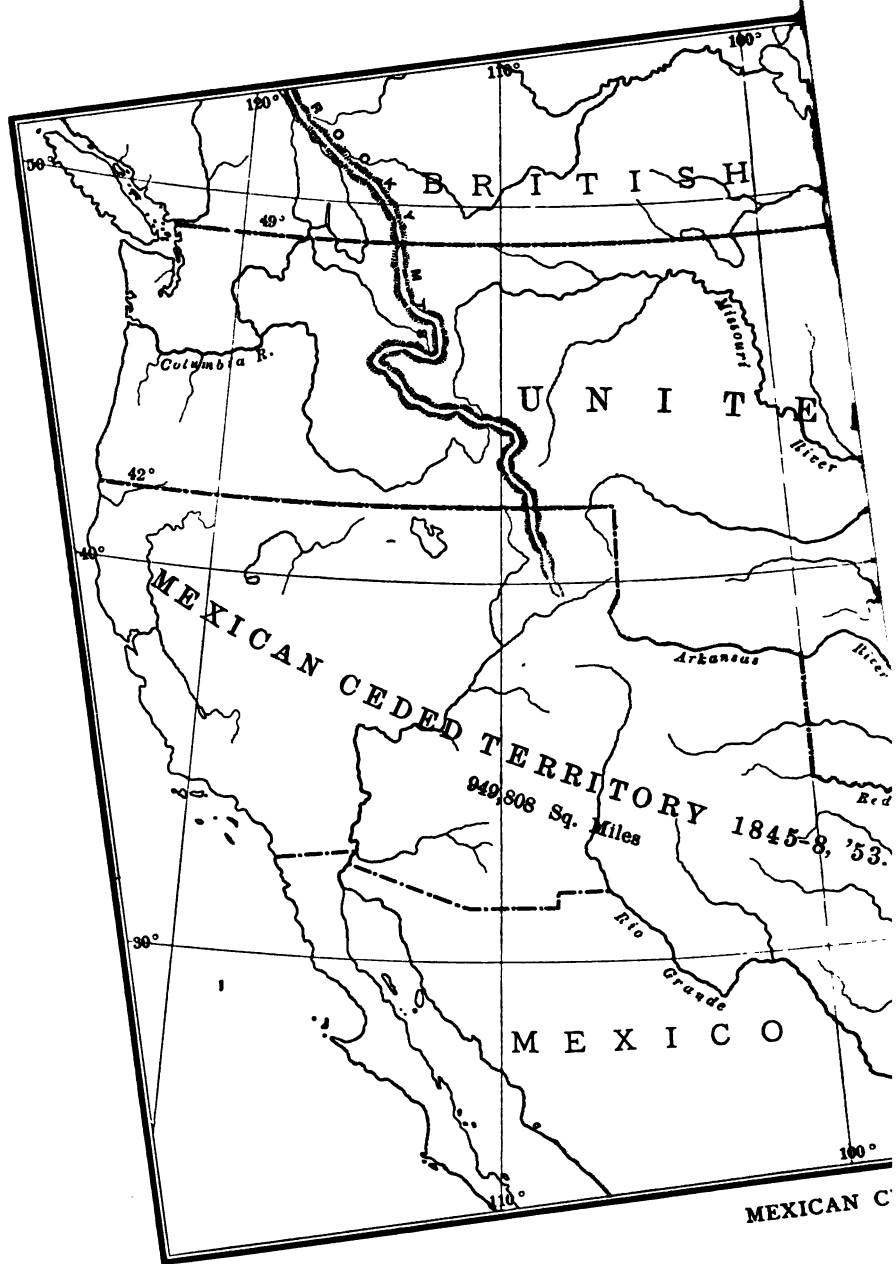 120° 110° 100°
50°
ROCKY MTS
BRITISH
49°
Missouri
Columbia R.
UNITE
River
42°
40°
MEXICAN CEDED TERRITORY 1845-8, '53.
949,808 Sq. Miles
Arkansas River
Red
30°
Rio Grande
MEXICO
110° 100°
MEXICAN C